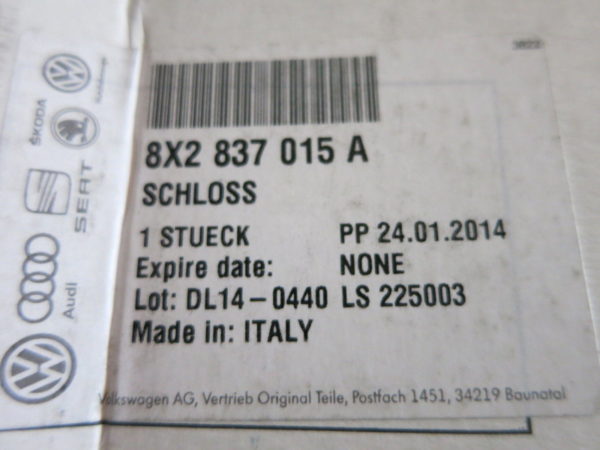 8X2 837 015 A
SCHLOSS
1 STUECK PP 24.01.2014
Expire date: NONE
Lot: DL14-0440 LS 225003
Made in: ITALY
Volkswagen AG, Vertrieb Original Teile, Postfach 1451, 34219 Baunatal
ŠKODA
SEAT
Audi